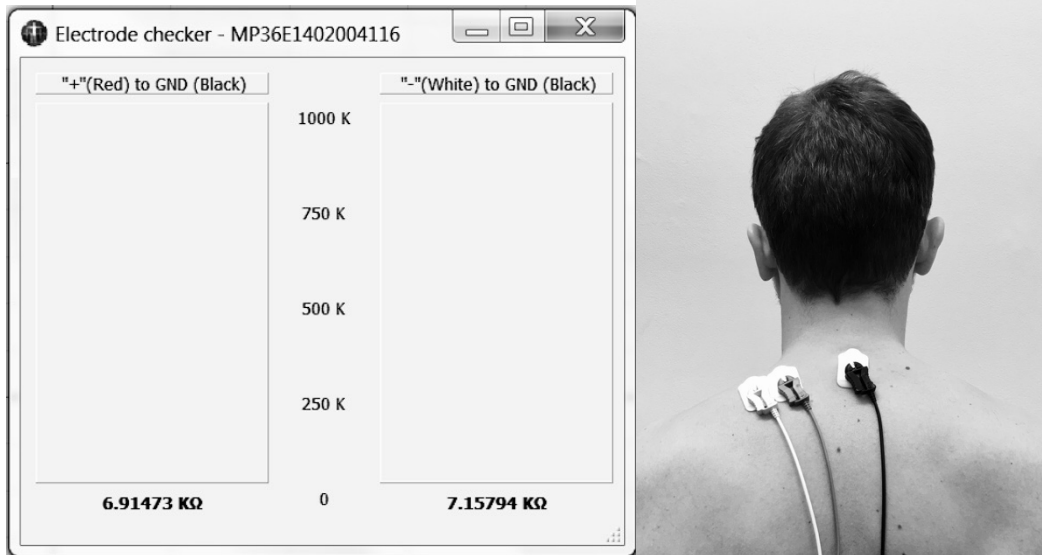 Electrode checker - MP36E1402004116
"+"(Red) to GND (Black)
"-"(White) to GND (Black)
1000 K
750 K
500 K
250 K
0
6.91473 KΩ
7.15794 KΩ